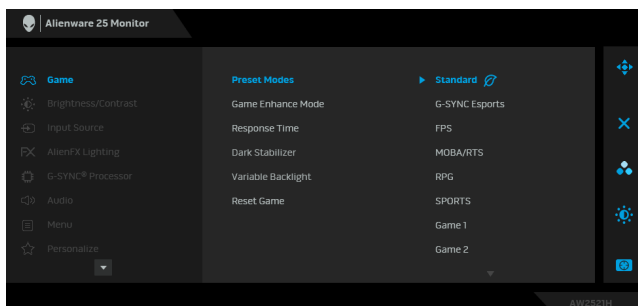 Alienware 25 Monitor
Game
Preset Modes
Standard
Brightness/Contrast
Game Enhance Mode
G-SYNC Esports
Input Source
Response Time
FPS
FX AlienFX Lighting
Dark Stabilizer
MOBA/RTS
G-SYNC® Processor
Variable Backlight
RPG
Audio
Reset Game
SPORTS
Menu
Game 1
Personalize
Game 2
AW2521H